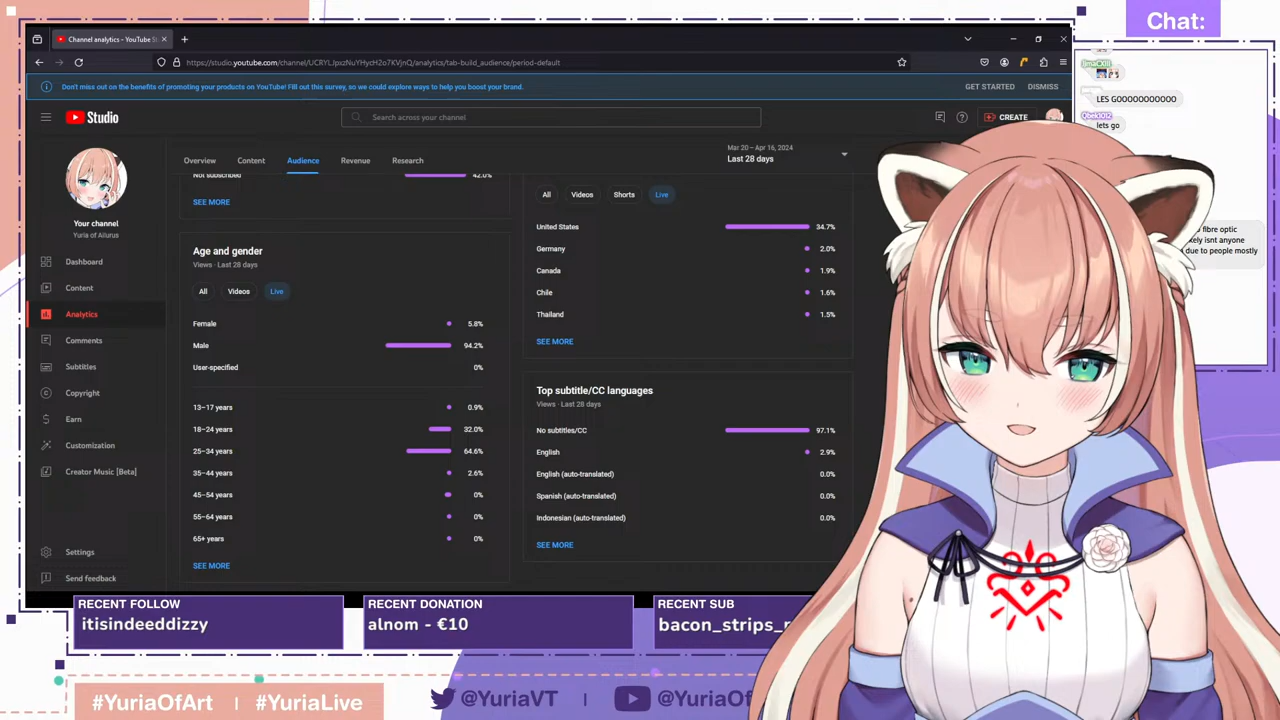 Chat:
Channel analytics - YouTube St
https://studio.youtube.com/channel/UCRYLJpxzNuYHycH2o7KVjnQ/analytics/tab-build_audience/period-default
Don't miss out on the benefits of promoting your products on YouTube! Fill out this survey, so we could explore ways to help you boost your brand.
GET STARTED
DISMISS
Studio
Search across your channel
CREATE
LES GOOOOOOOOOOO
lets go
fibre optic
isnt anyone
due to people mostly
Your channel
Yuria of Ailurus
Dashboard
Content
Analytics
Comments
Subtitles
Copyright
Earn
Customization
Creator Music [Beta]
Settings
Send feedback
Overview
Content
Audience
Revenue
Research
Mar 20 – Apr 16, 2024
Last 28 days
Not subscribed 42.0%
SEE MORE
Age and gender
Views · Last 28 days
All
Videos
Live
Female 5.8%
Male 94.2%
User-specified 0%
13–17 years 0.9%
18–24 years 32.0%
25–34 years 64.6%
35–44 years 2.6%
45–54 years 0%
55–64 years 0%
65+ years 0%
SEE MORE
All
Videos
Shorts
Live
United States 34.7%
Germany 2.0%
Canada 1.9%
Chile 1.6%
Thailand 1.5%
SEE MORE
Top subtitle/CC languages
Views · Last 28 days
No subtitles/CC 97.1%
English 2.9%
English (auto-translated) 0.0%
Spanish (auto-translated) 0.0%
Indonesian (auto-translated) 0.0%
SEE MORE
RECENT FOLLOW
itisindeeddizzy
RECENT DONATION
alnom - €10
RECENT SUB
bacon_strips_
#YuriaOfArt | #YuriaLive
@YuriaVT
@YuriaOf